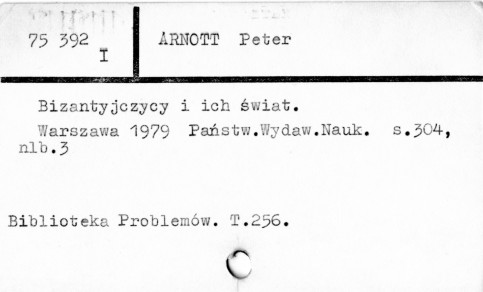 75 392 I
ARNOTT Peter
Bizantyjczycy i ich świat.
Warszawa 1979 Państw.Wydaw.Nauk. s.304,
nlb.3
Biblioteka Problemów. T.256.